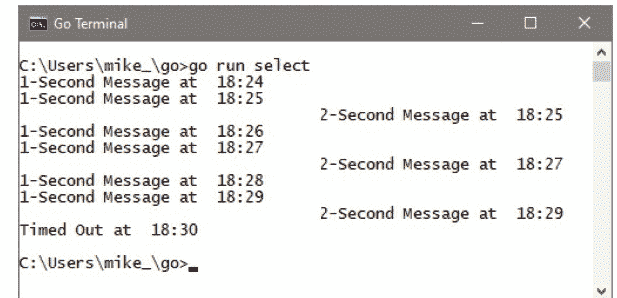 Go Terminal
C:\Users\mike_\go>go run select
1-Second Message at  18:24
1-Second Message at  18:25
2-Second Message at  18:25
1-Second Message at  18:26
1-Second Message at  18:27
2-Second Message at  18:27
1-Second Message at  18:28
1-Second Message at  18:29
2-Second Message at  18:29
Timed Out at  18:30
C:\Users\mike_\go>